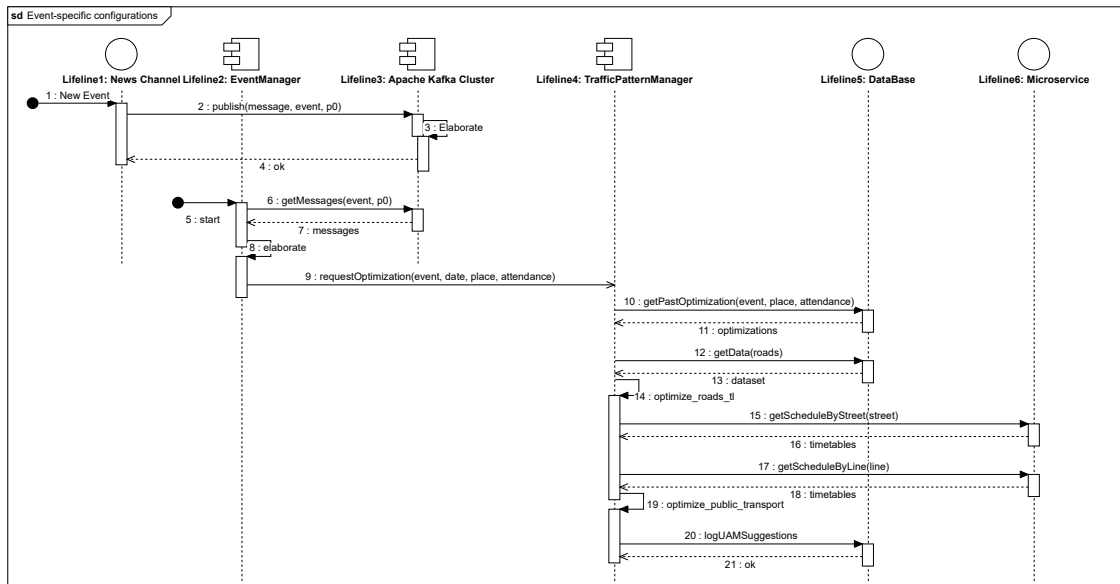 sd Event-specific configurations
Lifeline1: News Channel
Lifeline2: EventManager
Lifeline3: Apache Kafka Cluster
Lifeline4: TrafficPatternManager
Lifeline5: DataBase
Lifeline6: Microservice
1 : New Event
2 : publish(message, event, p0)
3 : Elaborate
4 : ok
5 : start
6 : getMessages(event, p0)
7 : messages
8 : elaborate
9 : requestOptimization(event, date, place, attendance)
10 : getPastOptimization(event, place, attendance)
11 : optimizations
12 : getData(roads)
13 : dataset
14 : optimize_roads_tl
15 : getScheduleByStreet(street)
16 : timetables
17 : getScheduleByLine(line)
18 : timetables
19 : optimize_public_transport
20 : logUAMSuggestions
21 : ok